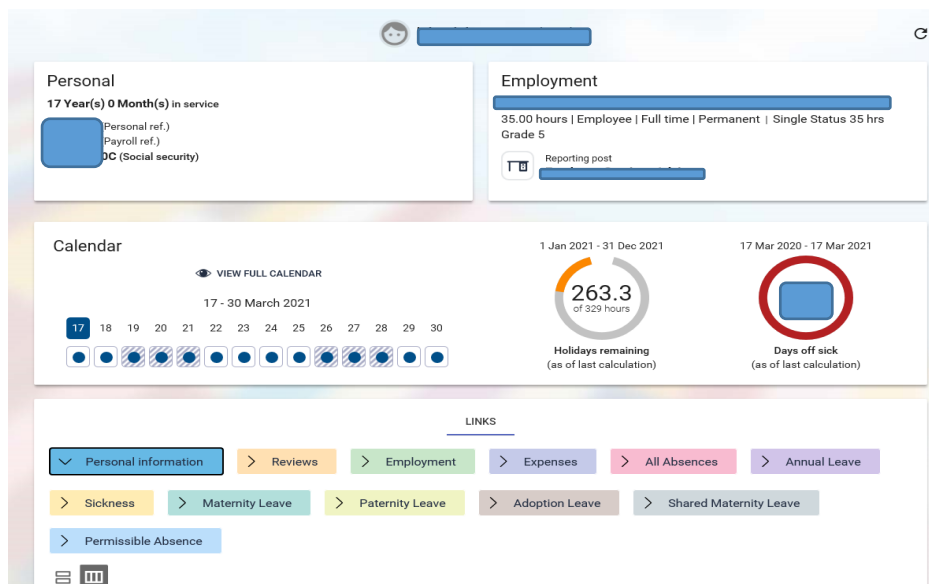 Personal
17 Year(s) 0 Month(s) in service
Personal ref.)
Payroll ref.)
0C (Social security)
Employment
35.00 hours | Employee | Full time | Permanent | Single Status 35 hrs
Grade 5
Reporting post
Calendar
VIEW FULL CALENDAR
17 - 30 March 2021
17 18 19 20 21 22 23 24 25 26 27 28 29 30
1 Jan 2021 - 31 Dec 2021
263.3
of 329 hours
Holidays remaining
(as of last calculation)
17 Mar 2020 - 17 Mar 2021
Days off sick
(as of last calculation)
LINKS
Personal information
Reviews
Employment
Expenses
All Absences
Annual Leave
Sickness
Maternity Leave
Paternity Leave
Adoption Leave
Shared Maternity Leave
Permissible Absence